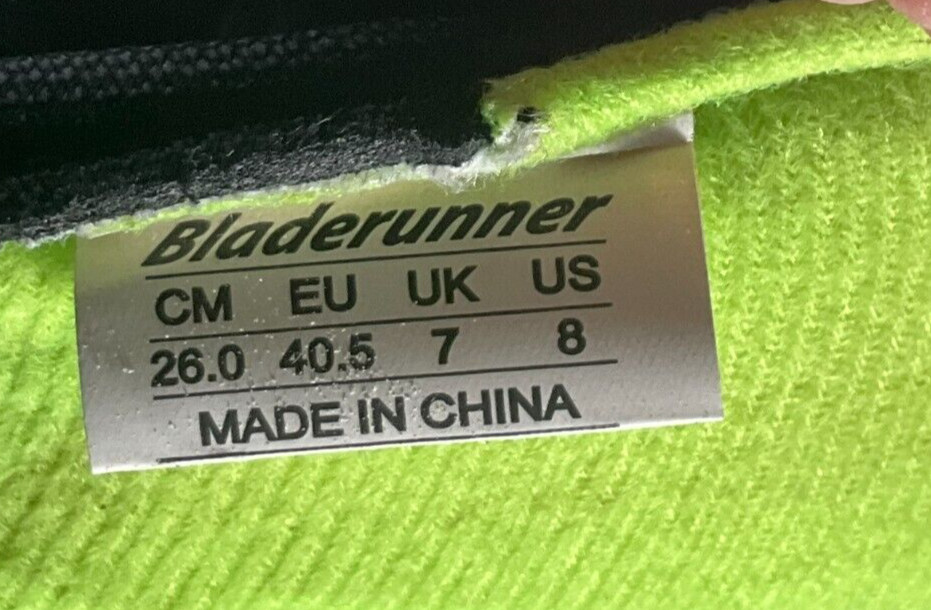 Bladerunner
CM EU UK US
26.0 40.5 7 8
MADE IN CHINA